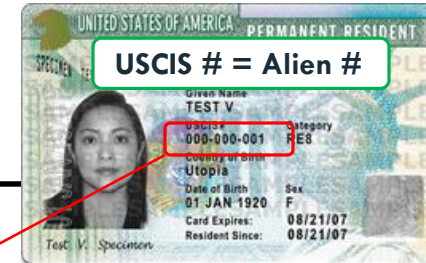 UNITED STATES OF AMERICA PERMANENT RESIDENT
USCIS # = Alien #
Given Name
TEST V
USCIS# Category
000-000-001 RE8
Country of Birth
Utopia
Date of Birth Sex
01 JAN 1920 F
Card Expires: 08/21/07
Resident Since: 08/21/07
Test V. Specimen